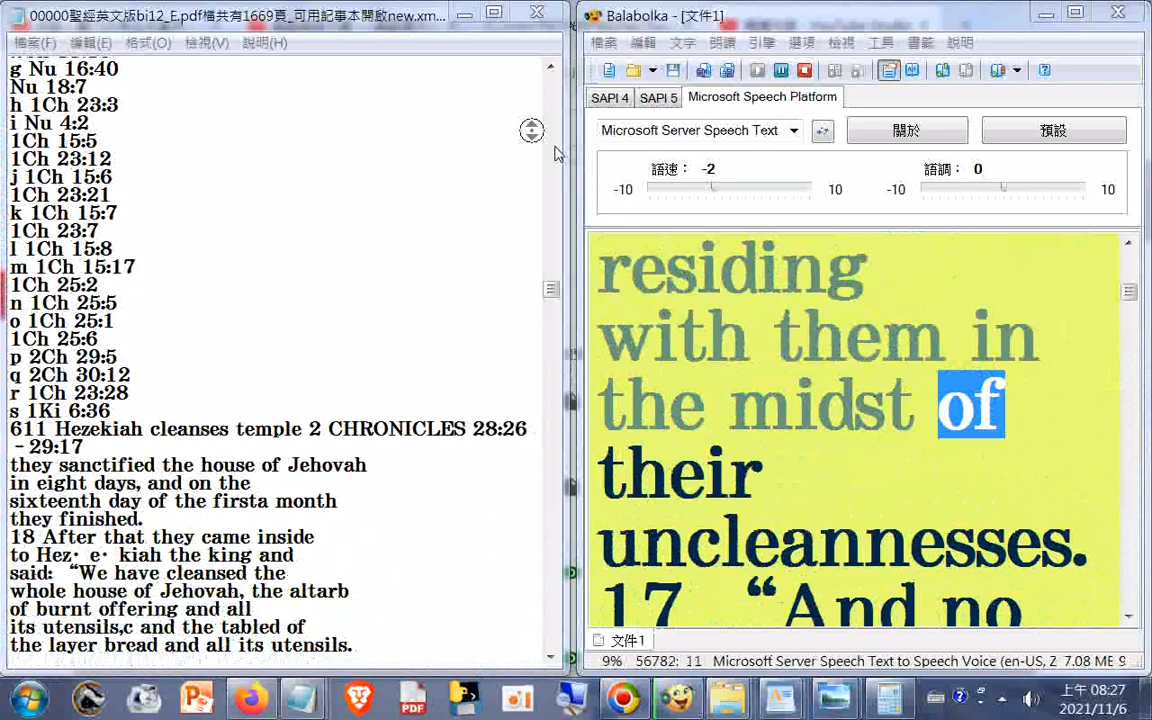 00000聖經英文版bi12_E.pdf檔共有1669頁_可用記事本開啟new.xm...
檔案(F) 編輯(E) 格式(O) 檢視(V) 說明(H)
g Nu 16:40
Nu 18:7
h 1Ch 23:3
i Nu 4:2
1Ch 15:5
1Ch 23:12
j 1Ch 15:6
1Ch 23:21
k 1Ch 15:7
1Ch 23:7
l 1Ch 15:8
m 1Ch 15:17
1Ch 25:2
n 1Ch 25:5
o 1Ch 25:1
1Ch 25:6
p 2Ch 29:5
q 2Ch 30:12
r 1Ch 23:28
s 1Ki 6:36
611 Hezekiah cleanses temple 2 CHRONICLES 28:26
– 29:17
they sanctified the house of Jehovah
in eight days, and on the
sixteenth day of the firsta month
they finished.
18 After that they came inside
to Hez· e· kiah the king and
said: “We have cleansed the
whole house of Jehovah, the altarb
of burnt offering and all
its utensils,c and the tabled of
the layer bread and all its utensils.
Balabolka - [文件1]
檔案 編輯 文字 朗讀 引擎 選項 檢視 工具 書籤 說明
SAPI 4 SAPI 5 Microsoft Speech Platform
Microsoft Server Speech Text 關於 預設
語速： -2 語調： 0
-10 10 -10 10
residing
with them in
the midst of
their
uncleannesses.
17 “And no
文件1
9% 56782: 11 Microsoff Server Speech Text to Speech Voice (en-US, Z 7.08 MB 9
PDF
上午 08:27
2021/11/6